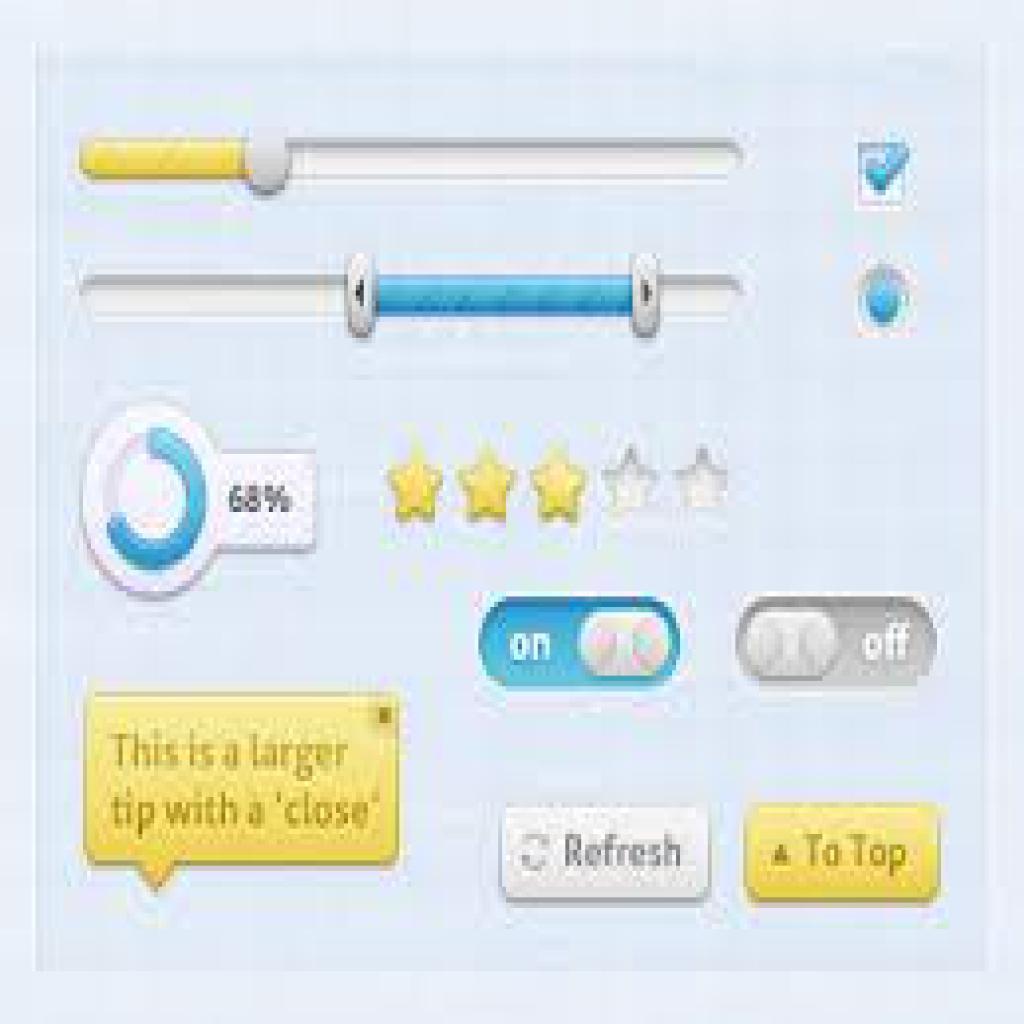 68%
on
off
This is a larger
tip with a 'close'
Refresh
To Top